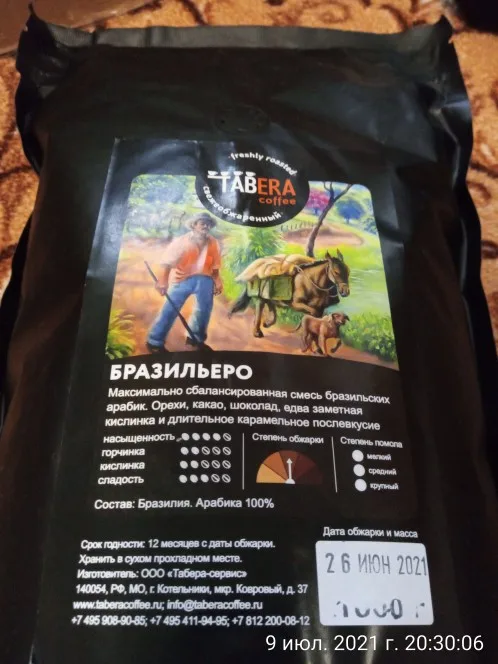 freshly roasted
TABERA
coffee
свежеобжаренный
БРАЗИЛЬЕРО
Максимально сбалансированная смесь бразильских
арабик. Орехи, какао, шоколад, едва заметная
кислинка и длительное карамельное послевкусие
насыщенность
горчинка
кислинка
сладость
Степень обжарки
Степень помола
мелкий
средний
крупный
Состав: Бразилия. Арабика 100%
Дата обжарки и масса
Срок годности: 12 месяцев с даты обжарки.
Хранить в сухом прохладном месте.
Изготовитель: ООО «Табера-сервис»
140054, РФ, МО, г. Котельники, мкр. Ковровый, д. 37
www.taberacoffee.ru; info@taberacoffee.ru
+7 495 908-90-85; +7 495 411-94-95; +7 812 200-08-12
26 ИЮН 2021
1000 г
9 июл. 2021 г. 20:30:06